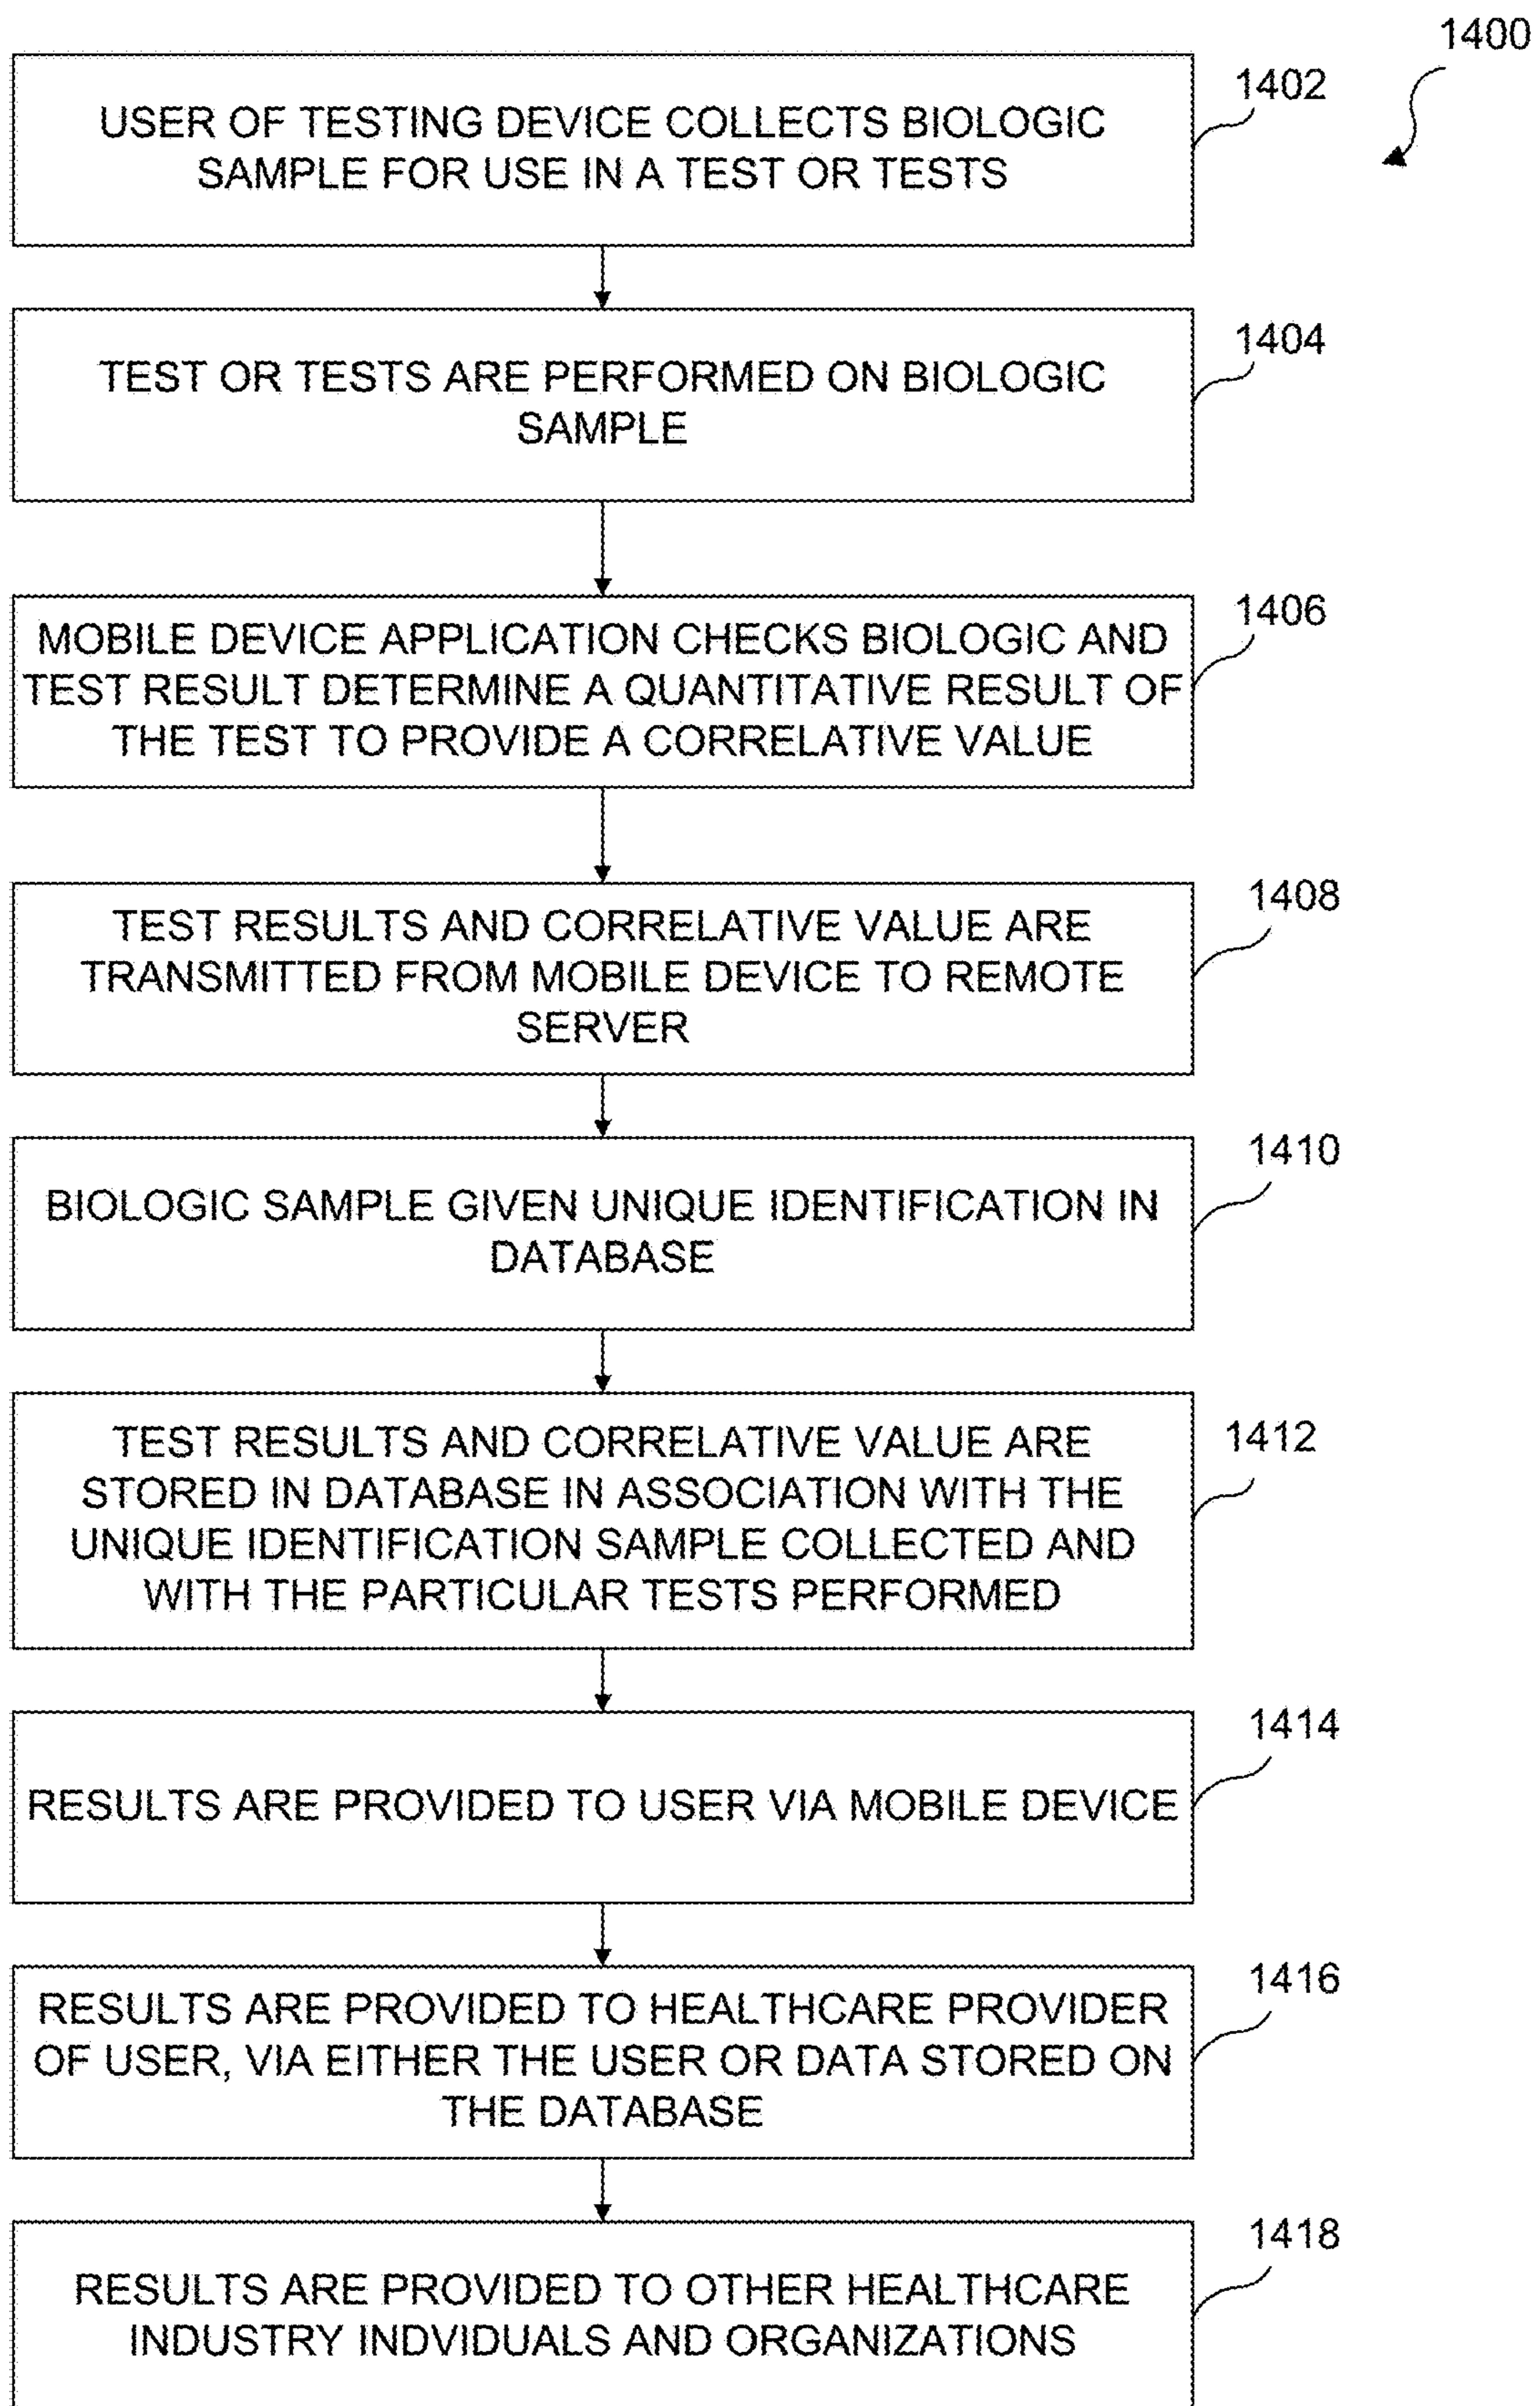 1400
1402
USER OF TESTING DEVICE COLLECTS BIOLOGIC
SAMPLE FOR USE IN A TEST OR TESTS
1404
TEST OR TESTS ARE PERFORMED ON BIOLOGIC
SAMPLE
1406
MOBILE DEVICE APPLICATION CHECKS BIOLOGIC AND
TEST RESULT DETERMINE A QUANTITATIVE RESULT OF
THE TEST TO PROVIDE A CORRELATIVE VALUE
1408
TEST RESULTS AND CORRELATIVE VALUE ARE
TRANSMITTED FROM MOBILE DEVICE TO REMOTE
SERVER
1410
BIOLOGIC SAMPLE GIVEN UNIQUE IDENTIFICATION IN
DATABASE
1412
TEST RESULTS AND CORRELATIVE VALUE ARE
STORED IN DATABASE IN ASSOCIATION WITH THE
UNIQUE IDENTIFICATION SAMPLE COLLECTED AND
WITH THE PARTICULAR TESTS PERFORMED
1414
RESULTS ARE PROVIDED TO USER VIA MOBILE DEVICE
1416
RESULTS ARE PROVIDED TO HEALTHCARE PROVIDER
OF USER, VIA EITHER THE USER OR DATA STORED ON
THE DATABASE
1418
RESULTS ARE PROVIDED TO OTHER HEALTHCARE
INDUSTRY INDVIDUALS AND ORGANIZATIONS